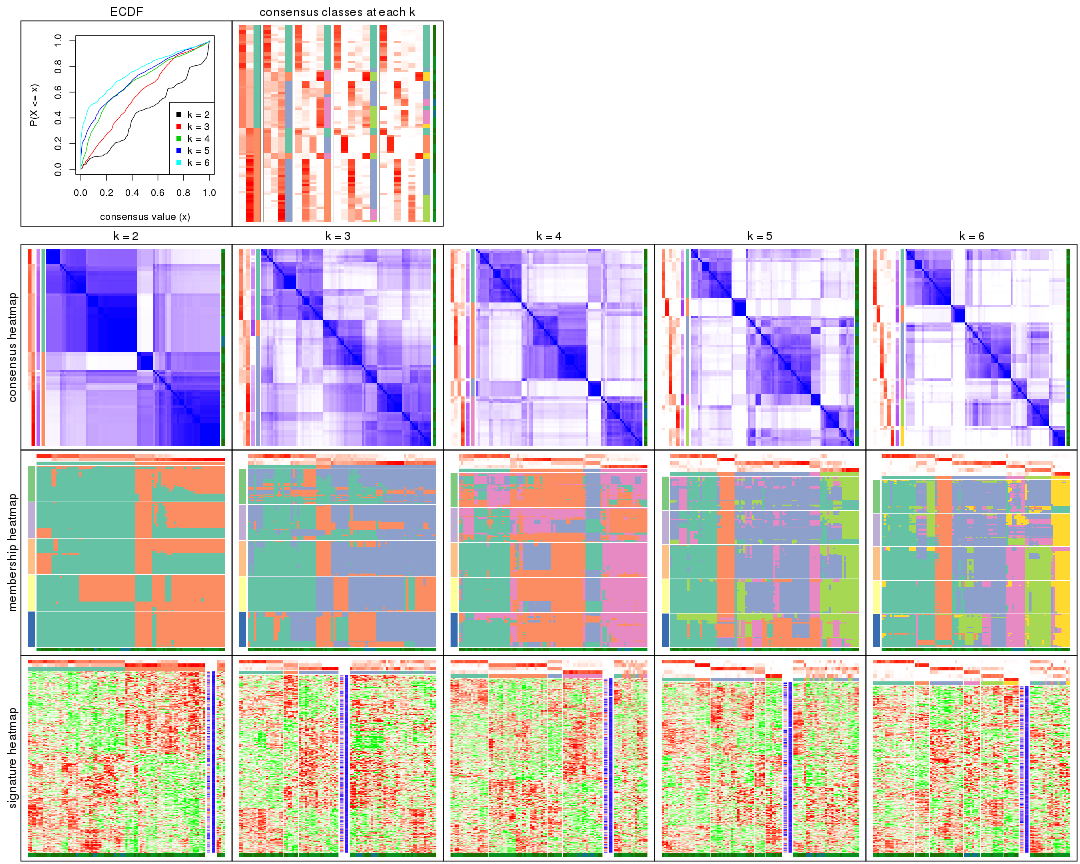 ECDF
consensus classes at each k
P(X <= x)
0.0 0.2 0.4 0.6 0.8 1.0
k = 2
k = 3
k = 4
k = 5
k = 6
0.0 0.2 0.4 0.6 0.8 1.0
consensus value (x)
k = 2 k = 3 k = 4 k = 5 k = 6
consensus heatmap
membership heatmap
signature heatmap